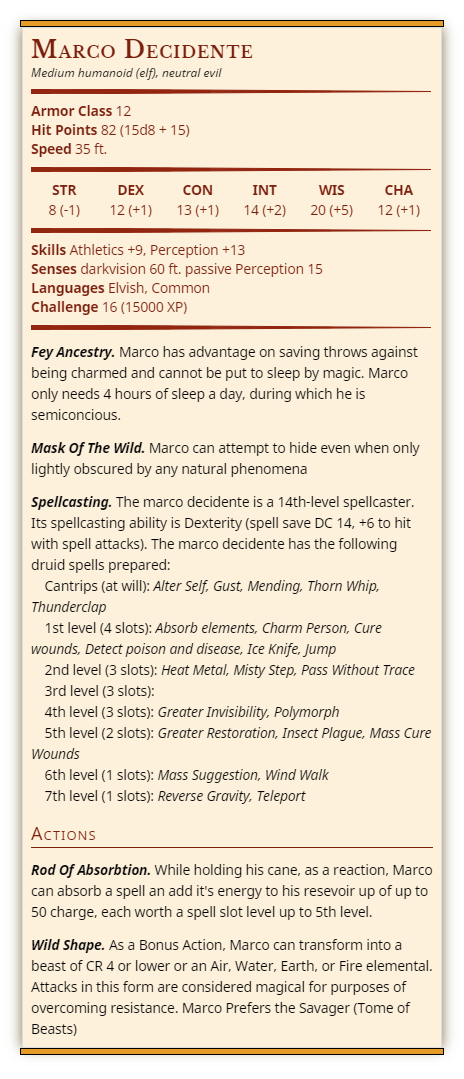 Marco Decidente
Medium humanoid (elf), neutral evil
Armor Class 12
Hit Points 82 (15d8 + 15)
Speed 35 ft.
STR DEX CON INT WIS CHA
8 (-1) 12 (+1) 13 (+1) 14 (+2) 20 (+5) 12 (+1)
Skills Athletics +9, Perception +13
Senses darkvision 60 ft. passive Perception 15
Languages Elvish, Common
Challenge 16 (15000 XP)
Fey Ancestry. Marco has advantage on saving throws against
being charmed and cannot be put to sleep by magic. Marco
only needs 4 hours of sleep a day, during which he is
semiconcious.
Mask Of The Wild. Marco can attempt to hide even when only
lightly obscured by any natural phenomena
Spellcasting. The marco decidente is a 14th-level spellcaster.
Its spellcasting ability is Dexterity (spell save DC 14, +6 to hit
with spell attacks). The marco decidente has the following
druid spells prepared:
Cantrips (at will): Alter Self, Gust, Mending, Thorn Whip,
Thunderclap
1st level (4 slots): Absorb elements, Charm Person, Cure
wounds, Detect poison and disease, Ice Knife, Jump
2nd level (3 slots): Heat Metal, Misty Step, Pass Without Trace
3rd level (3 slots):
4th level (3 slots): Greater Invisibility, Polymorph
5th level (2 slots): Greater Restoration, Insect Plague, Mass Cure
Wounds
6th level (1 slots): Mass Suggestion, Wind Walk
7th level (1 slots): Reverse Gravity, Teleport
Actions
Rod Of Absorbtion. While holding his cane, as a reaction, Marco
can absorb a spell an add it's energy to his resevoir up of up to
50 charge, each worth a spell slot level up to 5th level.
Wild Shape. As a Bonus Action, Marco can transform into a
beast of CR 4 or lower or an Air, Water, Earth, or Fire elemental.
Attacks in this form are considered magical for purposes of
overcoming resistance. Marco Prefers the Savager (Tome of
Beasts)